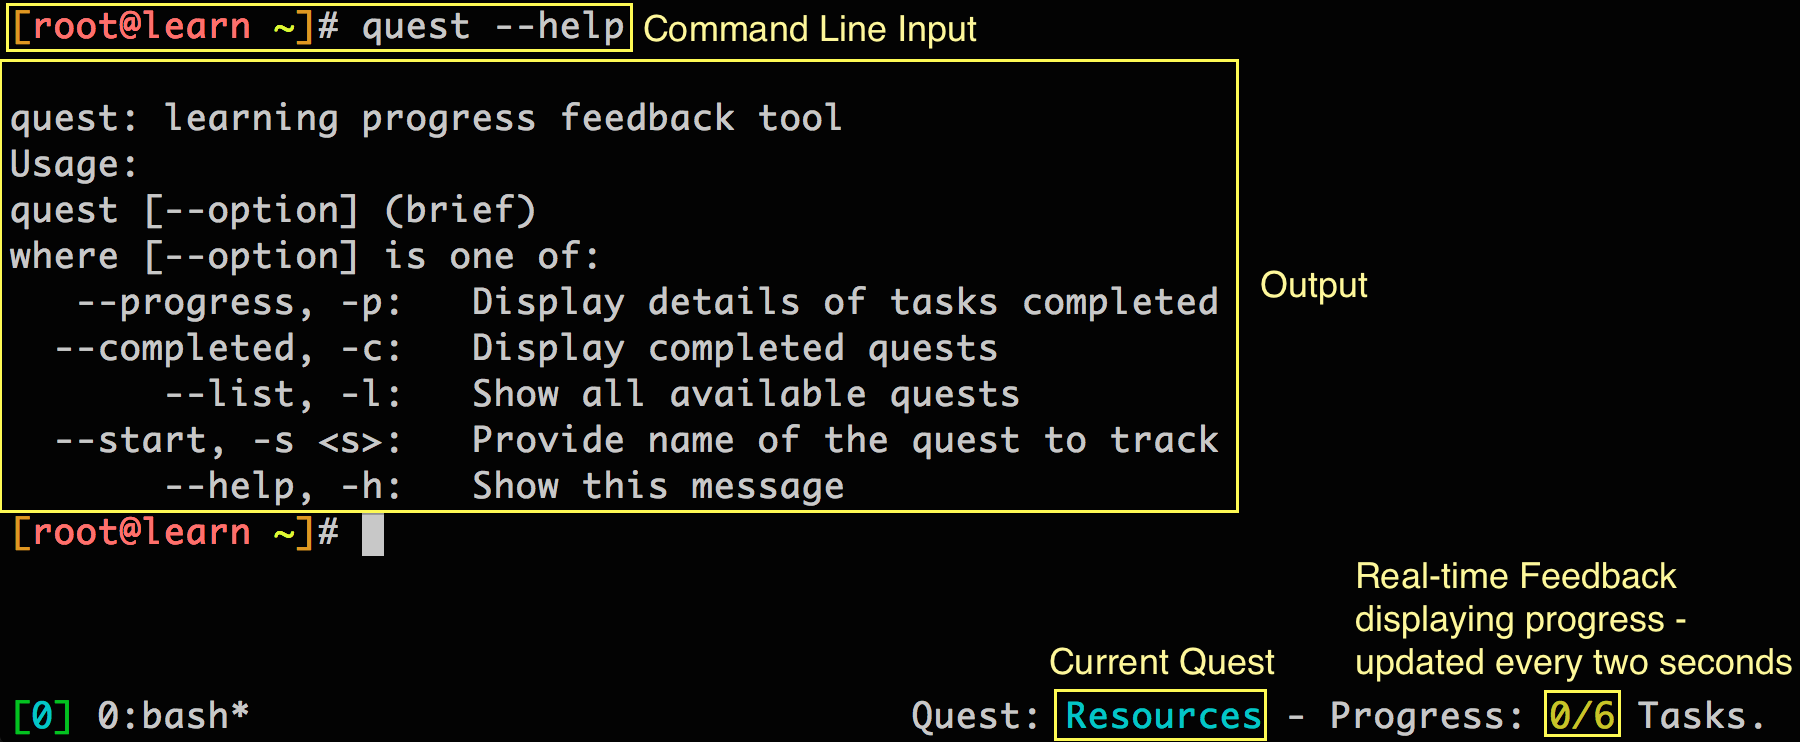 [root@learn ~]# quest --help Command Line Input
quest: learning progress feedback tool
Usage:
quest [--option] (brief)
where [--option] is one of:
--progress, -p: Display details of tasks completed
Output
--completed, -c: Display completed quests
--list, -l: Show all available quests
--start, -s <s>: Provide name of the quest to track
--help, -h: Show this message
[root@learn ~]#
Real-time Feedback
displaying progress -
updated every two seconds
Current Quest
[0] 0:bash* Quest: Resources - Progress: 0/6 Tasks.